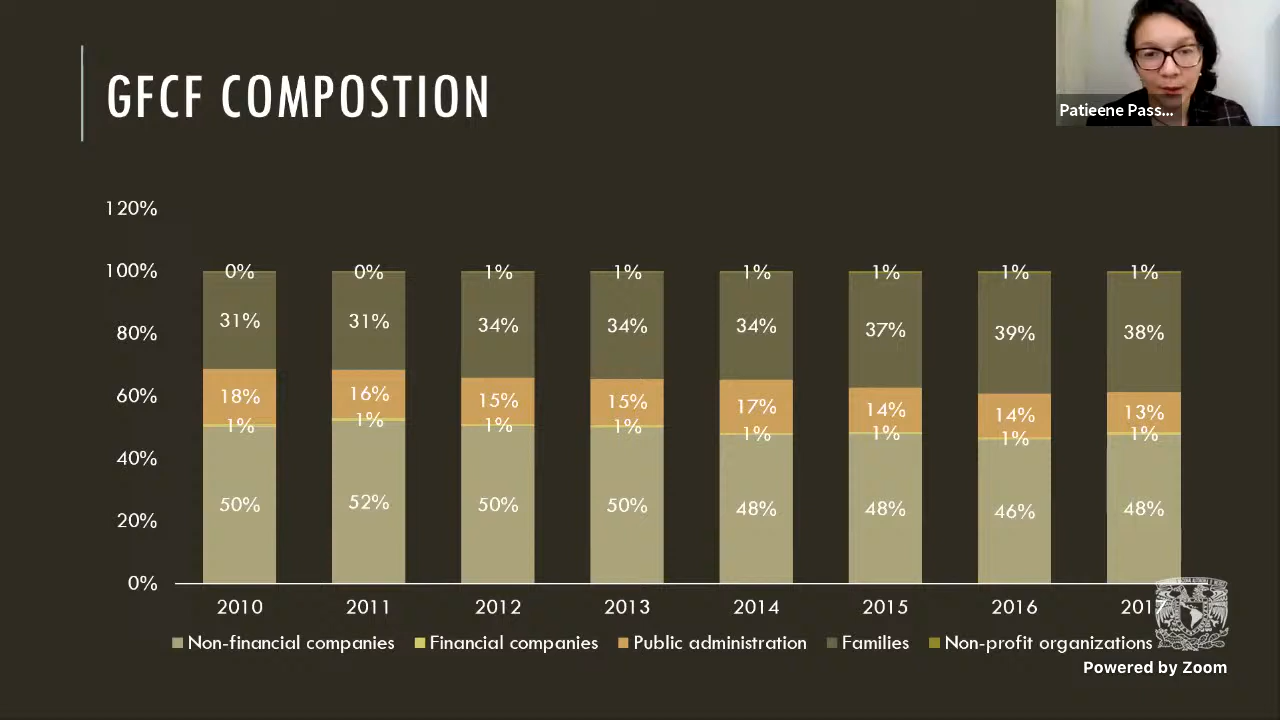 GFCF COMPOSTION
Patieene Pass...
120%
100%
80%
60%
40%
20%
0%
0% 0% 1% 1% 1% 1% 1% 1%
31% 31% 34% 34% 34% 37% 39% 38%
18% 16% 15% 15% 17% 14% 14% 13%
1% 1% 1% 1% 1% 1% 1% 1%
50% 52% 50% 50% 48% 48% 46% 48%
2010 2011 2012 2013 2014 2015 2016 2017
Non-financial companies Financial companies Public administration Families Non-profit organizations
Powered by Zoom